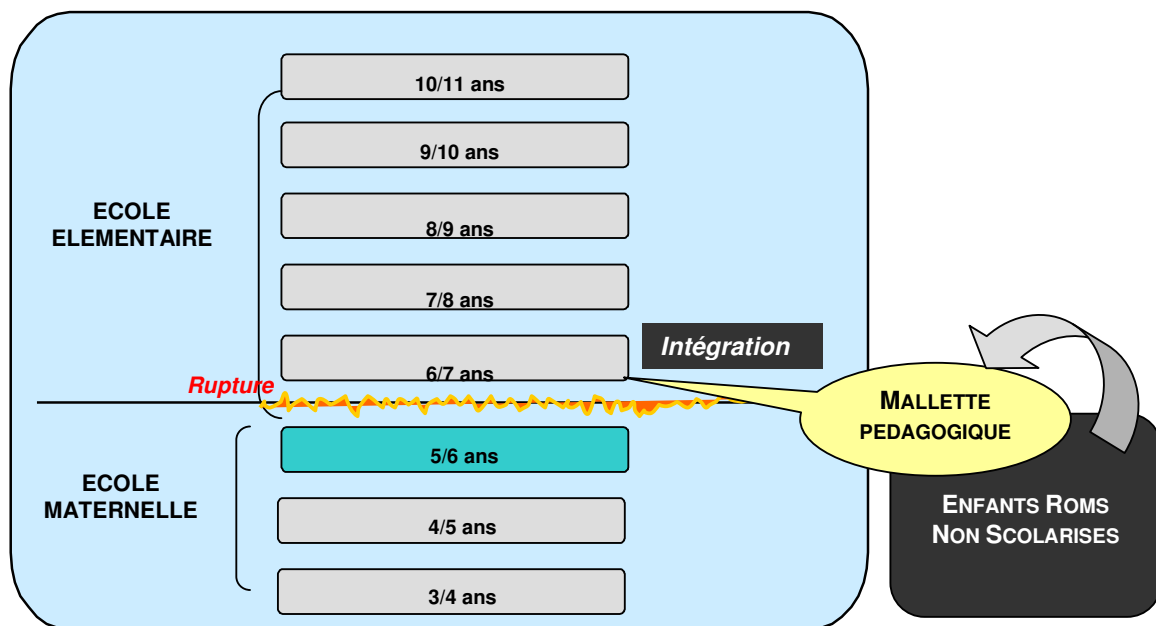 10/11 ans
9/10 ans
ECOLE
ELEMENTAIRE
8/9 ans
7/8 ans
Intégration
6/7 ans
Rupture
MALLETTE
PEDAGOGIQUE
5/6 ans
ECOLE
MATERNELLE
4/5 ans
ENFANTS ROMS
NON SCOLARISES
3/4 ans